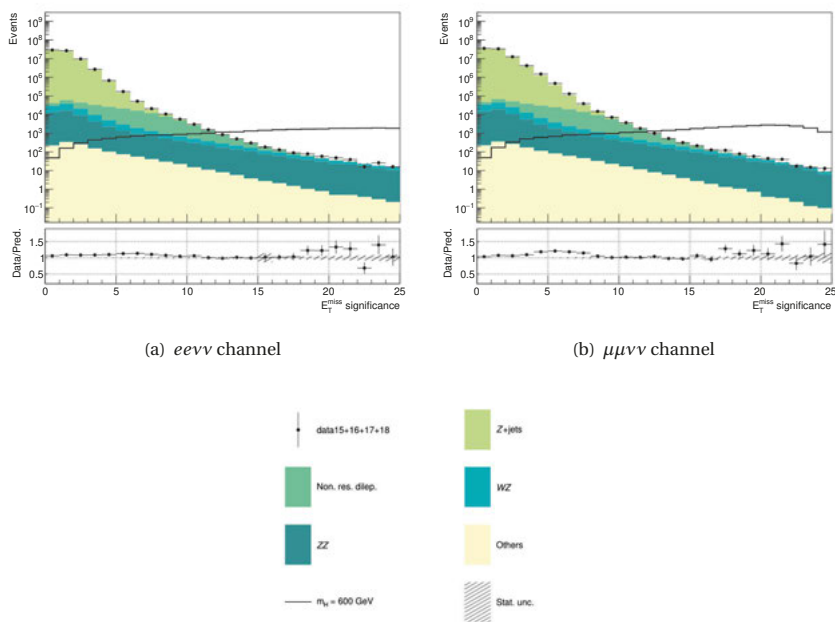 Events
10⁹
10⁸
10⁷
10⁶
10⁵
10⁴
10³
10²
10
1
10⁻¹
Data/Pred.
1.5
1
0.5
0 5 10 15 20 25
E_T^miss significance
(a) eeνν channel
Events
10⁹
10⁸
10⁷
10⁶
10⁵
10⁴
10³
10²
10
1
10⁻¹
Data/Pred.
1.5
1
0.5
0 5 10 15 20 25
E_T^miss significance
(b) μμνν channel
data15+16+17+18
Z+jets
Non. res. dilep.
WZ
ZZ
Others
m_H = 600 GeV
Stat. unc.